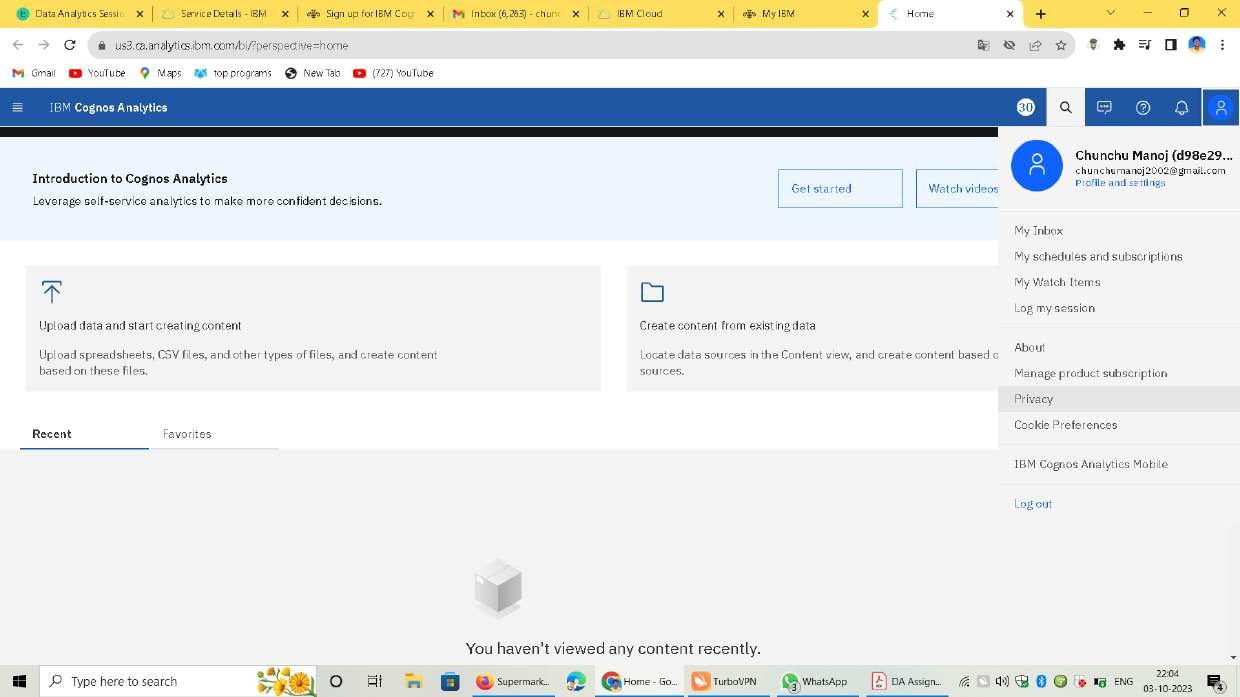 Data Analytics Sessio
Service Details - IBM
Sign up for IBM Cog
Inbox (6,263) - chun
IBM Cloud
My IBM
Home
us3.ca.analytics.ibm.com/bi/?perspective=home
Gmail
YouTube
Maps
top programs
New Tab
(727) YouTube
IBM Cognos Analytics
30
Introduction to Cognos Analytics
Leverage self-service analytics to make more confident decisions.
Get started
Watch videos
Chunchu Manoj (d98e29...
chunchumanoj2002@gmail.com
Profile and settings
My Inbox
My schedules and subscriptions
My Watch Items
Log my session
About
Manage product subscription
Privacy
Cookie Preferences
IBM Cognos Analytics Mobile
Log out
Upload data and start creating content
Upload spreadsheets, CSV files, and other types of files, and create content
based on these files.
Create content from existing data
Locate data sources in the Content view, and create content based o
sources.
Recent
Favorites
You haven't viewed any content recently.
Type here to search
Supermark...
Home - Go...
TurboVPN
3
WhatsApp
DA Assign...
ENG
22:04
03-10-2023
4